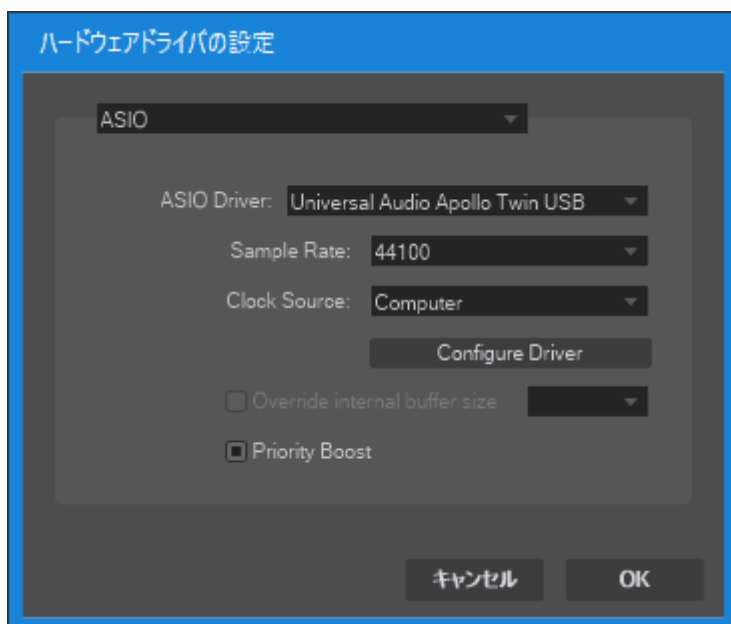 ハードウェアドライバの設定
ASIO
ASIO Driver: Universal Audio Apollo Twin USB
Sample Rate: 44100
Clock Source: Computer
Configure Driver
Override internal buffer size
Priority Boost
キャンセル OK